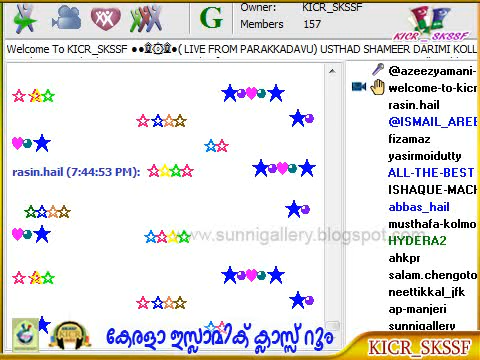 G
Owner: KICR_SKSSF
Members 157
KICR_SKSSF
Welcome To KICR_SKSSF ●●۩۞۩●( LIVE FROM PARAKKADAVU) USTHAD SHAMEER DARIMI KOLL
@azeezyamani-
welcome-to-kicr
rasin.hail
@ISMAIL_AREE
fizamaz
yasirmoidutty
ALL-THE-BEST
ISHAQUE-MACH
abbas_hail
musthafa-kolmo
HYDERA2
ahkpr
salam.chengoto
neettikkal_jfk
ap-manjeri
sunnigallery
rasin.hail (7:44:53 PM):
www.sunnigallery.blogspot.com
KICR
കേരളാ ഇസ്ലാമിക് ക്ലാസ്സ് റൂം
KICR_SKSSF